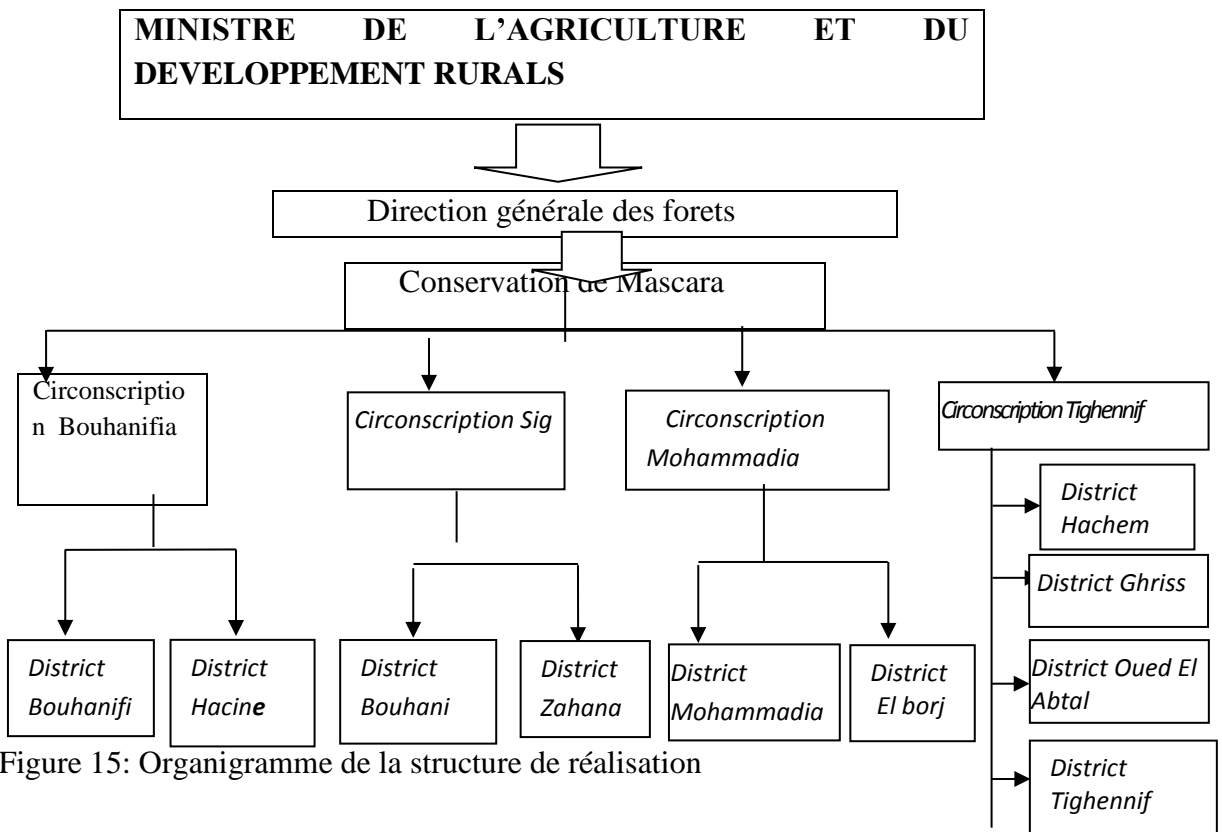 MINISTRE DE L'AGRICULTURE ET DU
DEVELOPPEMENT RURALS
Direction générale des forets
Conservation de Mascara
Circonscriptio
n Bouhanifia
Circonscription Sig
Circonscription
Mohammadia
Circonscription Tighennif
District
Hachem
District Ghriss
District Oued El
Abtal
District
Tighennif
District
Bouhanifi
District
Hacine
District
Bouhani
District
Zahana
District
Mohammadia
District
El borj
Figure 15: Organigramme de la structure de réalisation